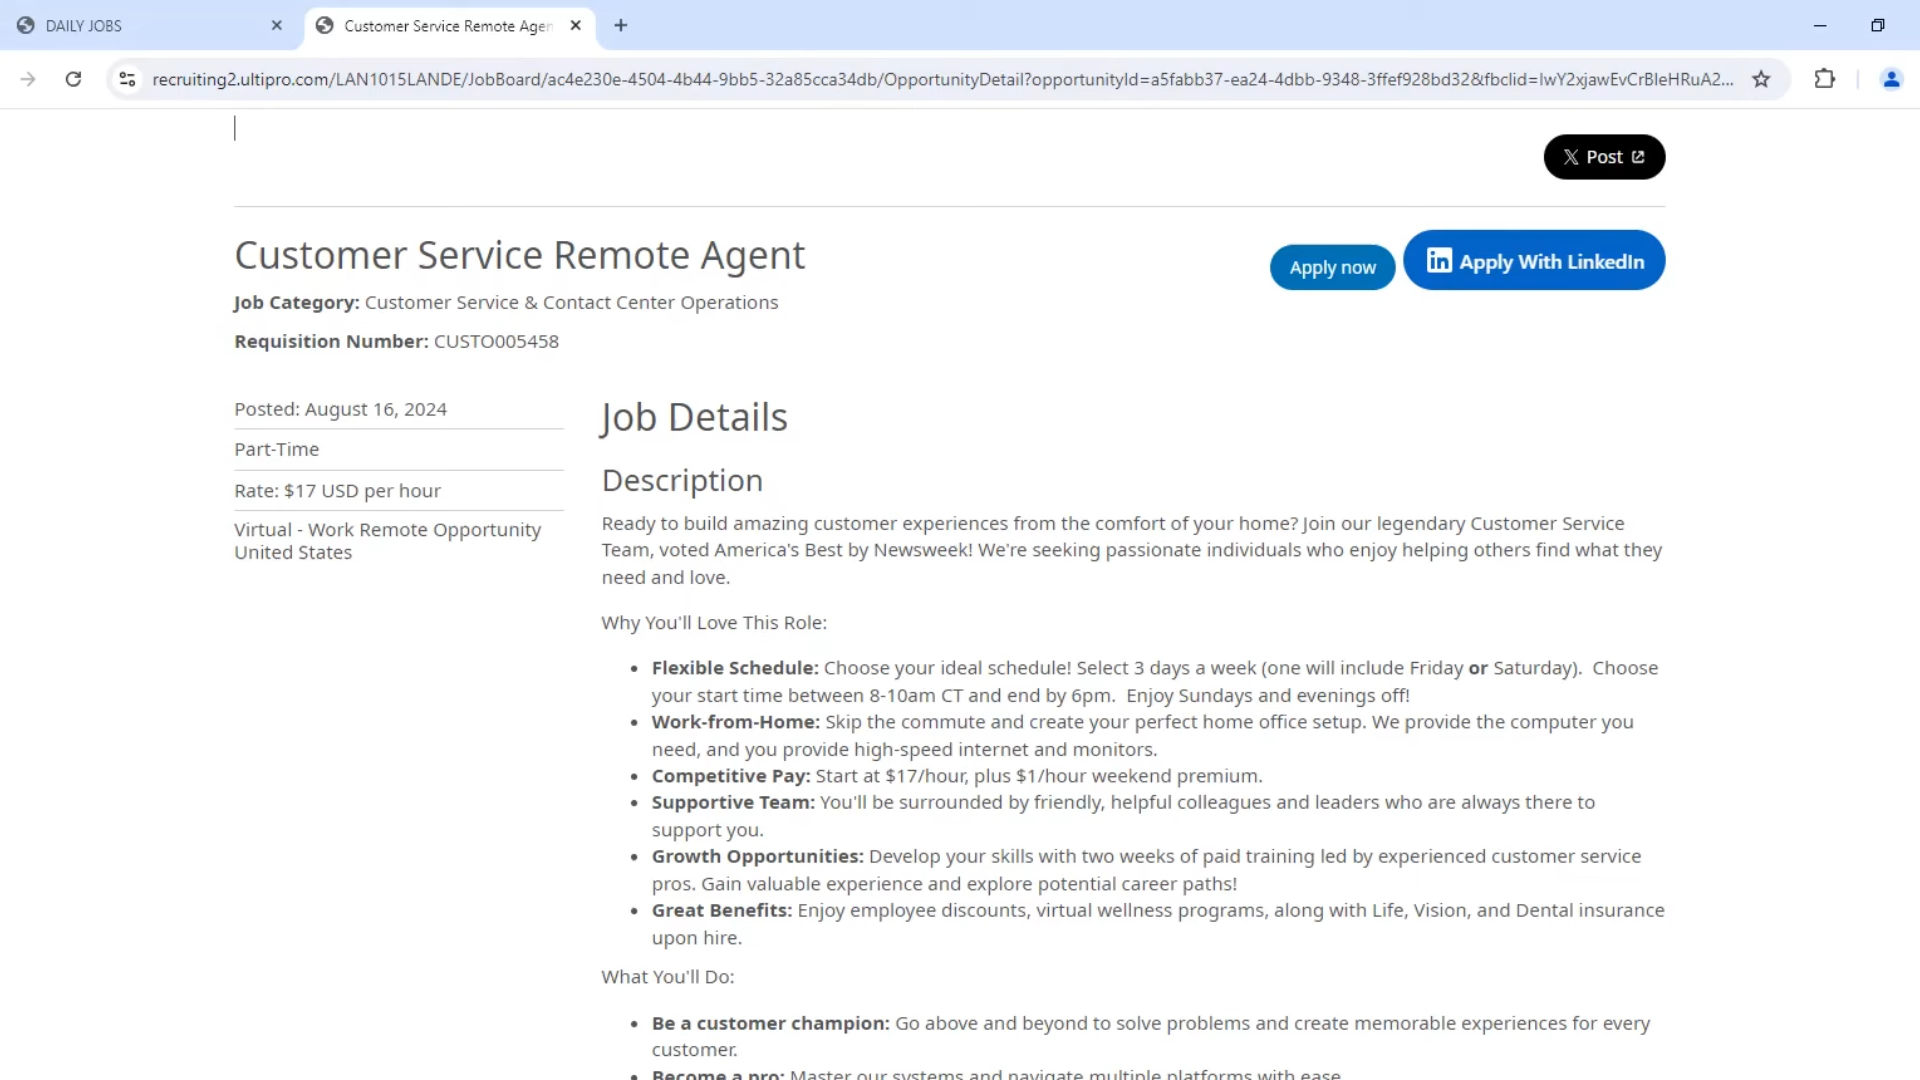 DAILY JOBS
Customer Service Remote Agen
recruiting2.ultipro.com/LAN1015LANDE/JobBoard/ac4e230e-4504-4b44-9bb5-32a85cca34db/OpportunityDetail?opportunityId=a5fabb37-ea24-4dbb-9348-3ffef928bd32&fbclid=IwY2xjawEvCrBleHRuA2...
Post
Customer Service Remote Agent
Apply now
in Apply With LinkedIn
Job Category: Customer Service & Contact Center Operations
Requisition Number: CUSTO005458
Posted: August 16, 2024
Part-Time
Rate: $17 USD per hour
Virtual - Work Remote Opportunity
United States
Job Details
Description
Ready to build amazing customer experiences from the comfort of your home? Join our legendary Customer Service
Team, voted America's Best by Newsweek! We're seeking passionate individuals who enjoy helping others find what they
need and love.
Why You'll Love This Role:
• Flexible Schedule: Choose your ideal schedule! Select 3 days a week (one will include Friday or Saturday).  Choose
your start time between 8-10am CT and end by 6pm.  Enjoy Sundays and evenings off!
• Work-from-Home: Skip the commute and create your perfect home office setup. We provide the computer you
need, and you provide high-speed internet and monitors.
• Competitive Pay: Start at $17/hour, plus $1/hour weekend premium.
• Supportive Team: You'll be surrounded by friendly, helpful colleagues and leaders who are always there to
support you.
• Growth Opportunities: Develop your skills with two weeks of paid training led by experienced customer service
pros. Gain valuable experience and explore potential career paths!
• Great Benefits: Enjoy employee discounts, virtual wellness programs, along with Life, Vision, and Dental insurance
upon hire.
What You'll Do:
• Be a customer champion: Go above and beyond to solve problems and create memorable experiences for every
customer.
• Become a pro: Master our systems and navigate multiple platforms with ease.